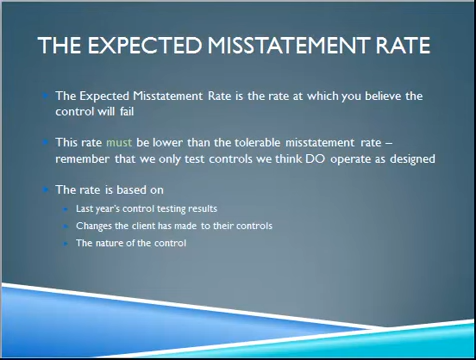 THE EXPECTED MISSTATEMENT RATE
The Expected Misstatement Rate is the rate at which you believe the
control will fail
This rate must be lower than the tolerable misstatement rate –
remember that we only test controls we think DO operate as designed
The rate is based on
Last year's control testing results
Changes the client has made to their controls
The nature of the control